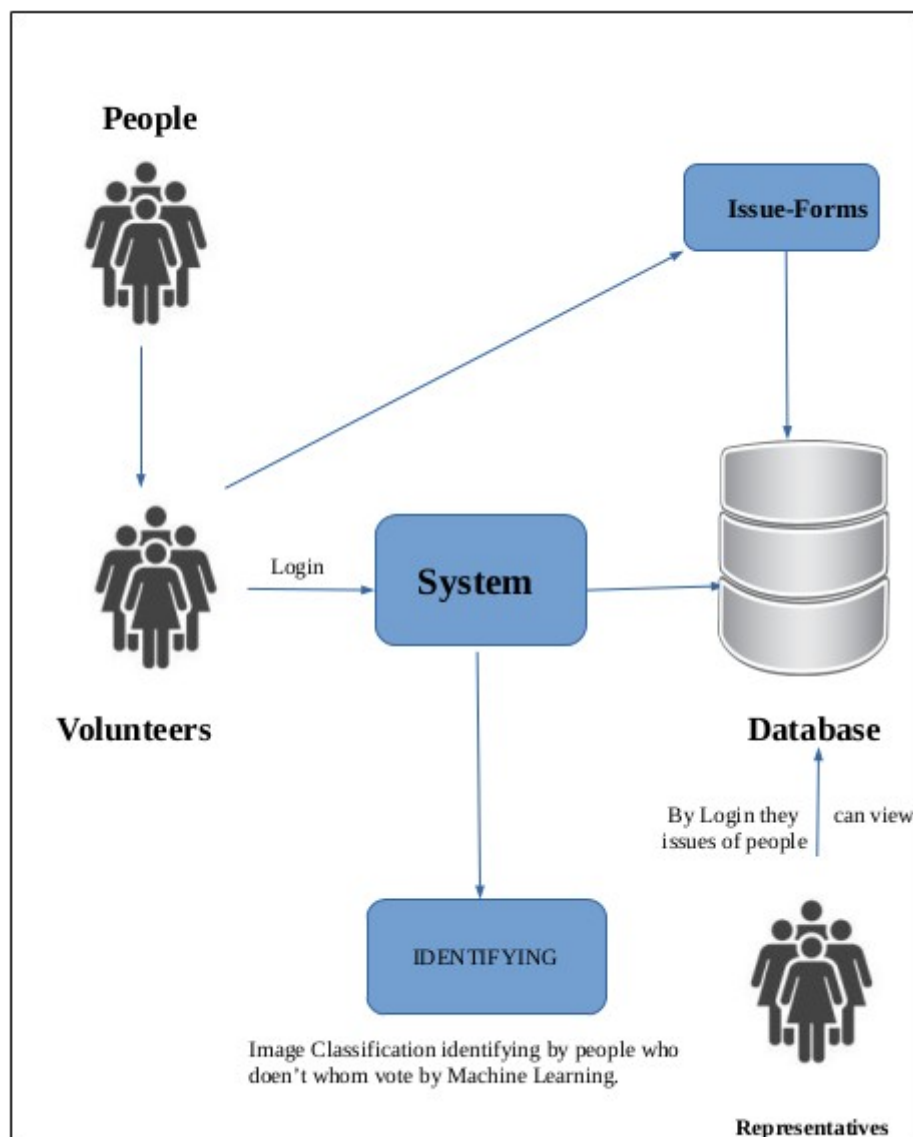 People
Issue-Forms
Login
System
Volunteers
Database
By Login they can view
issues of people
IDENTIFYING
Image Classification identifying by people who
doen’t whom vote by Machine Learning.
Representatives